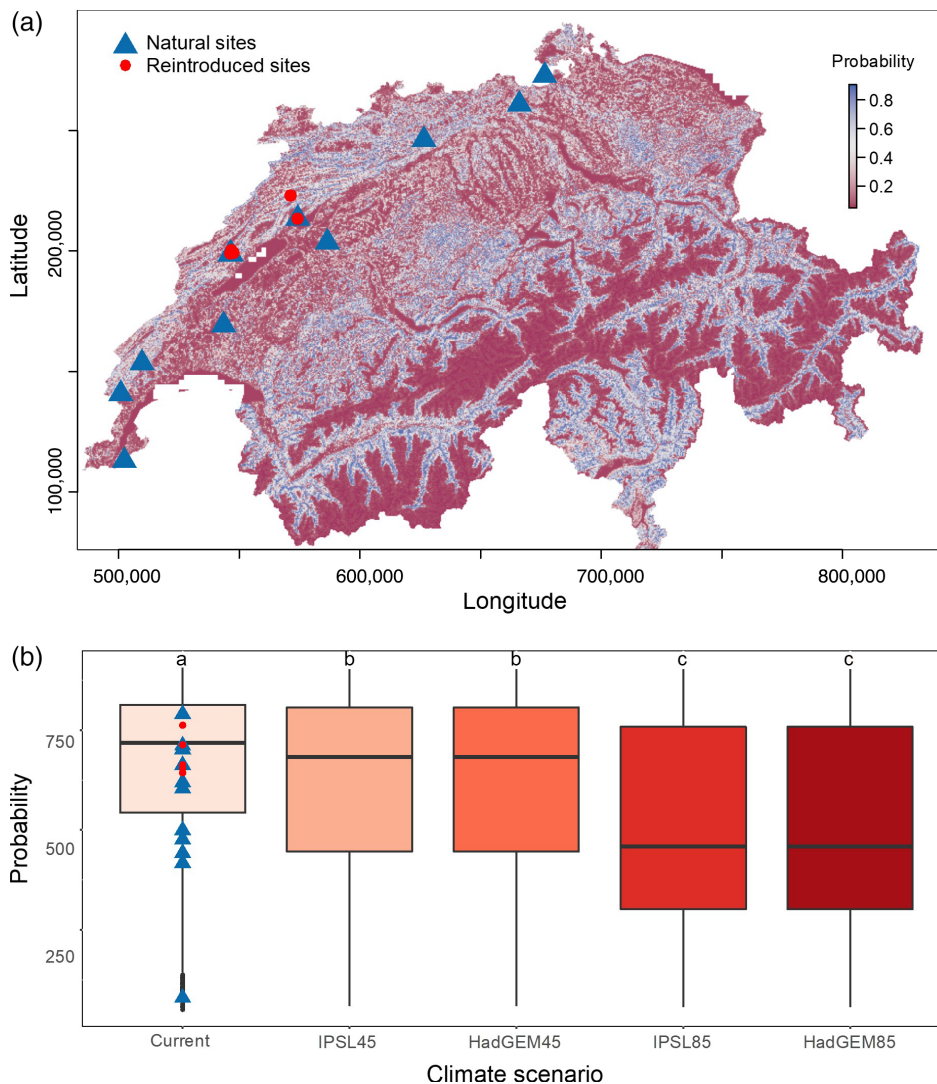 (a)
Natural sites
Reintroduced sites
Probability
0.8
0.6
0.4
0.2
Latitude
200,000
100,000
500,000
600,000
700,000
800,000
Longitude
(b)
a
b
b
c
c
Probability
750
500
250
Current
IPSL45
HadGEM45
IPSL85
HadGEM85
Climate scenario